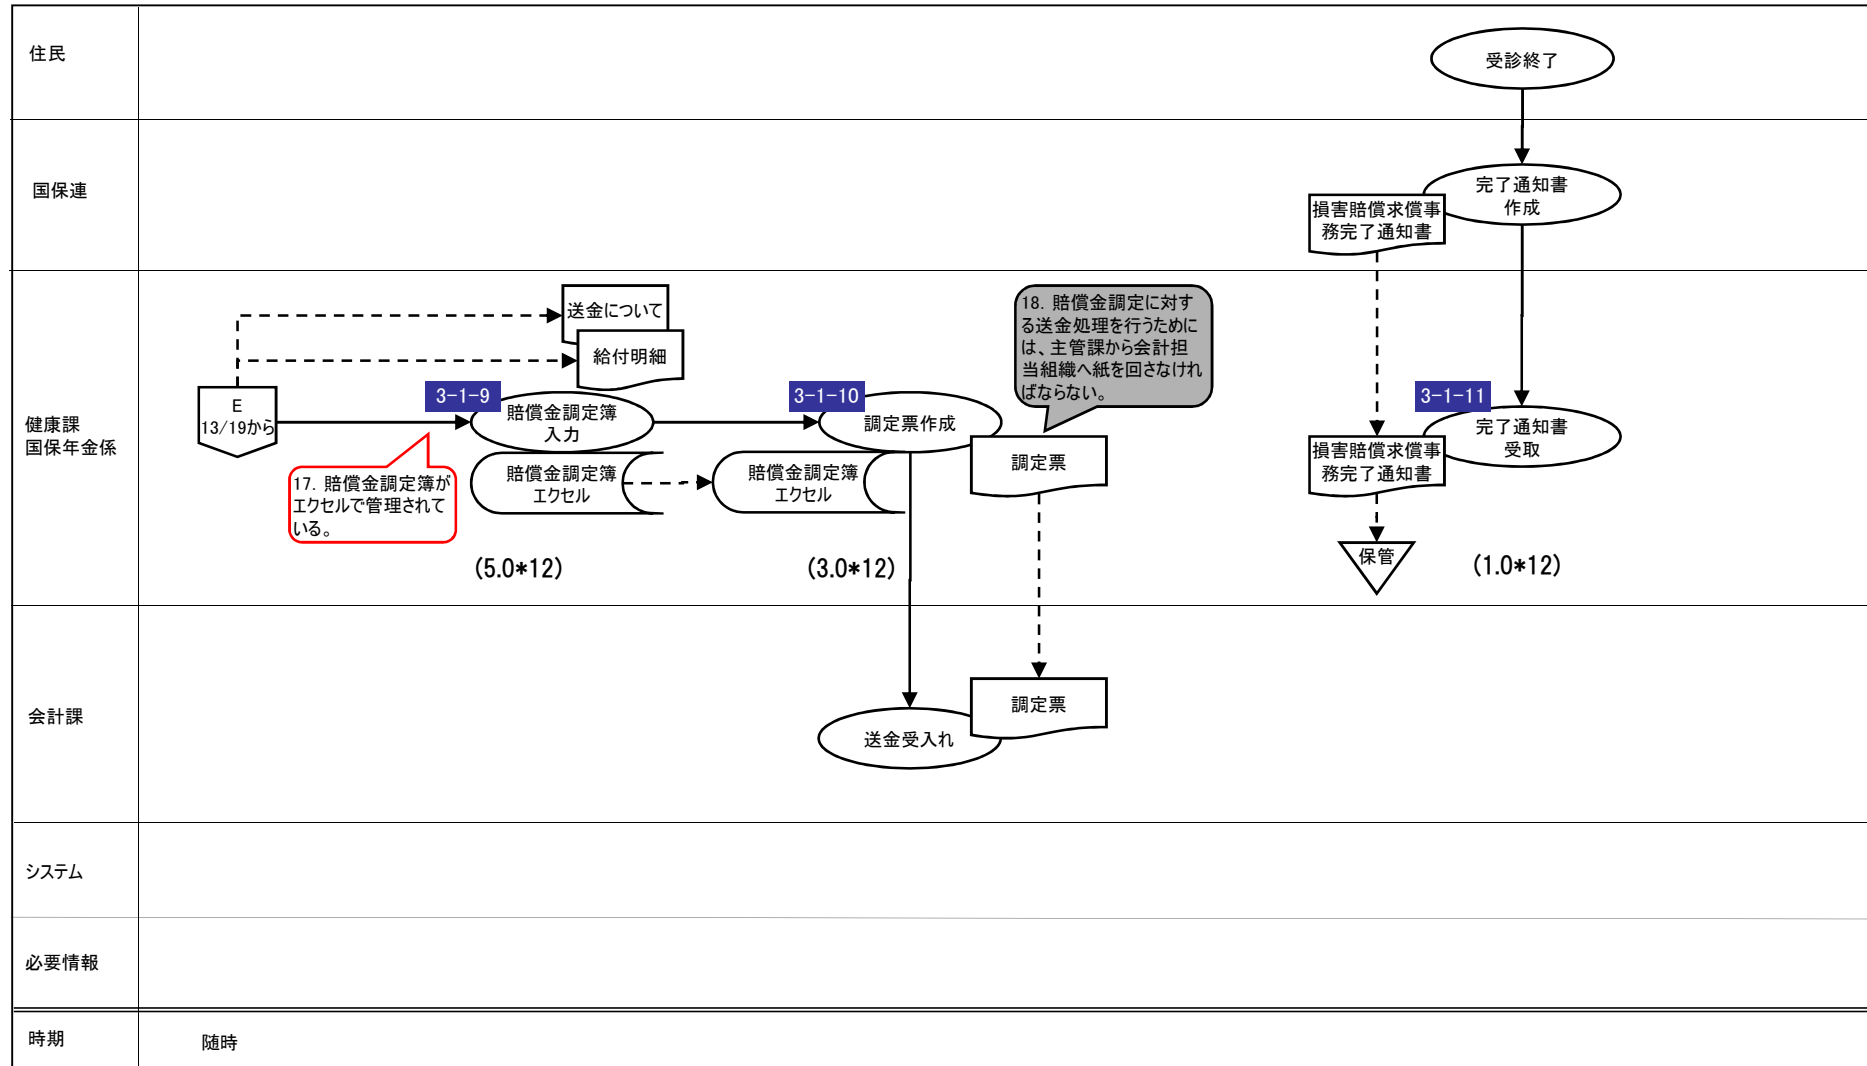 住民
受診終了
国保連
完了通知書
作成
損害賠償求償事
務完了通知書
健康課
国保年金係
送金について
給付明細
E
13/19から
3-1-9
賠償金調定簿
入力
賠償金調定簿
エクセル
17. 賠償金調定簿が
エクセルで管理されて
いる。
(5.0*12)
3-1-10
調定票作成
賠償金調定簿
エクセル
調定票
(3.0*12)
18. 賠償金調定に対す
る送金処理を行うために
は、主管課から会計担
当組織へ紙を回さなけれ
ばならない。
3-1-11
完了通知書
受取
損害賠償求償事
務完了通知書
保管
(1.0*12)
会計課
調定票
送金受入れ
システム
必要情報
時期
随時